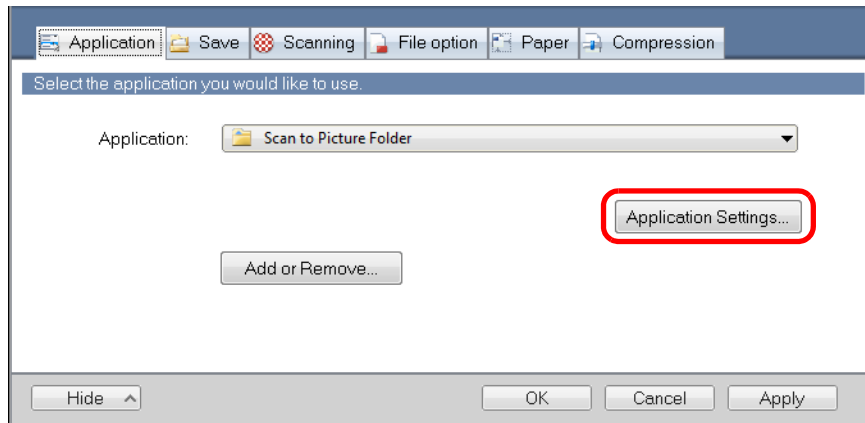 Application Save Scanning File option Paper Compression
Select the application you would like to use.
Application: Scan to Picture Folder
Application Settings...
Add or Remove...
Hide OK Cancel Apply